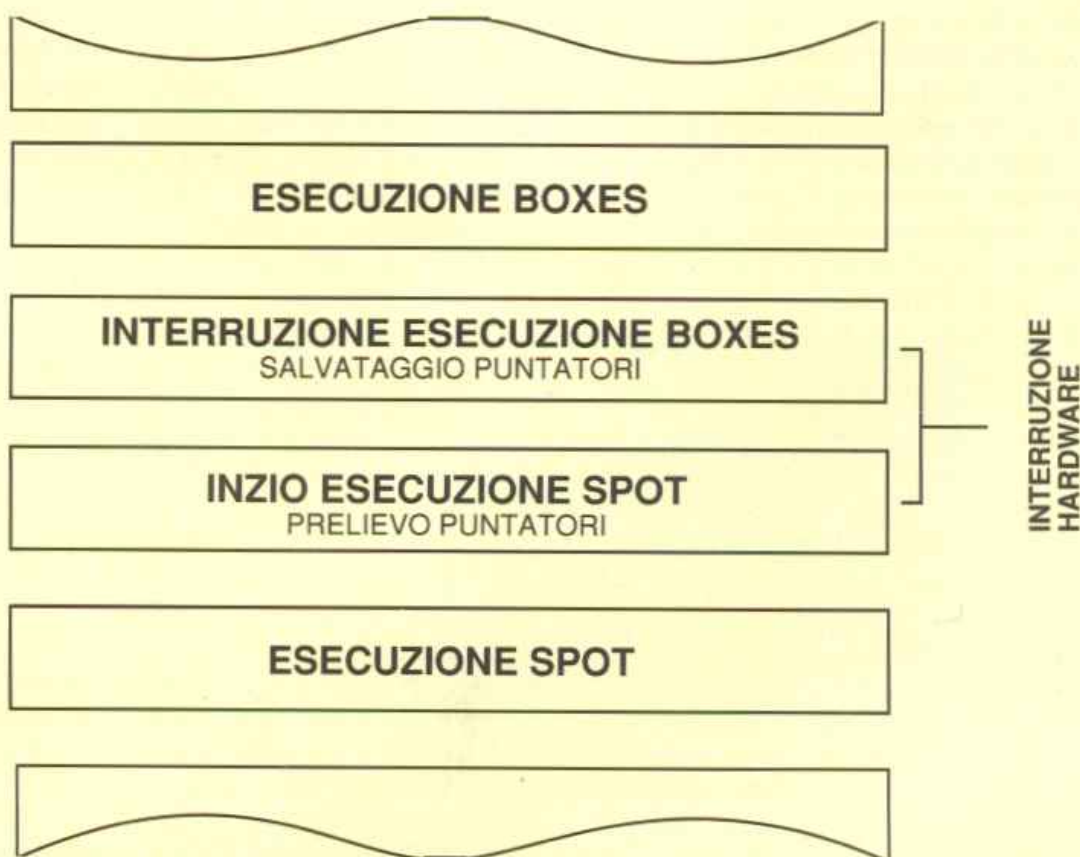 ESECUZIONE BOXES
INTERRUZIONE ESECUZIONE BOXES
SALVATAGGIO PUNTATORI
INZIO ESECUZIONE SPOT
PRELIEVO PUNTATORI
ESECUZIONE SPOT
INTERRUZIONE
HARDWARE